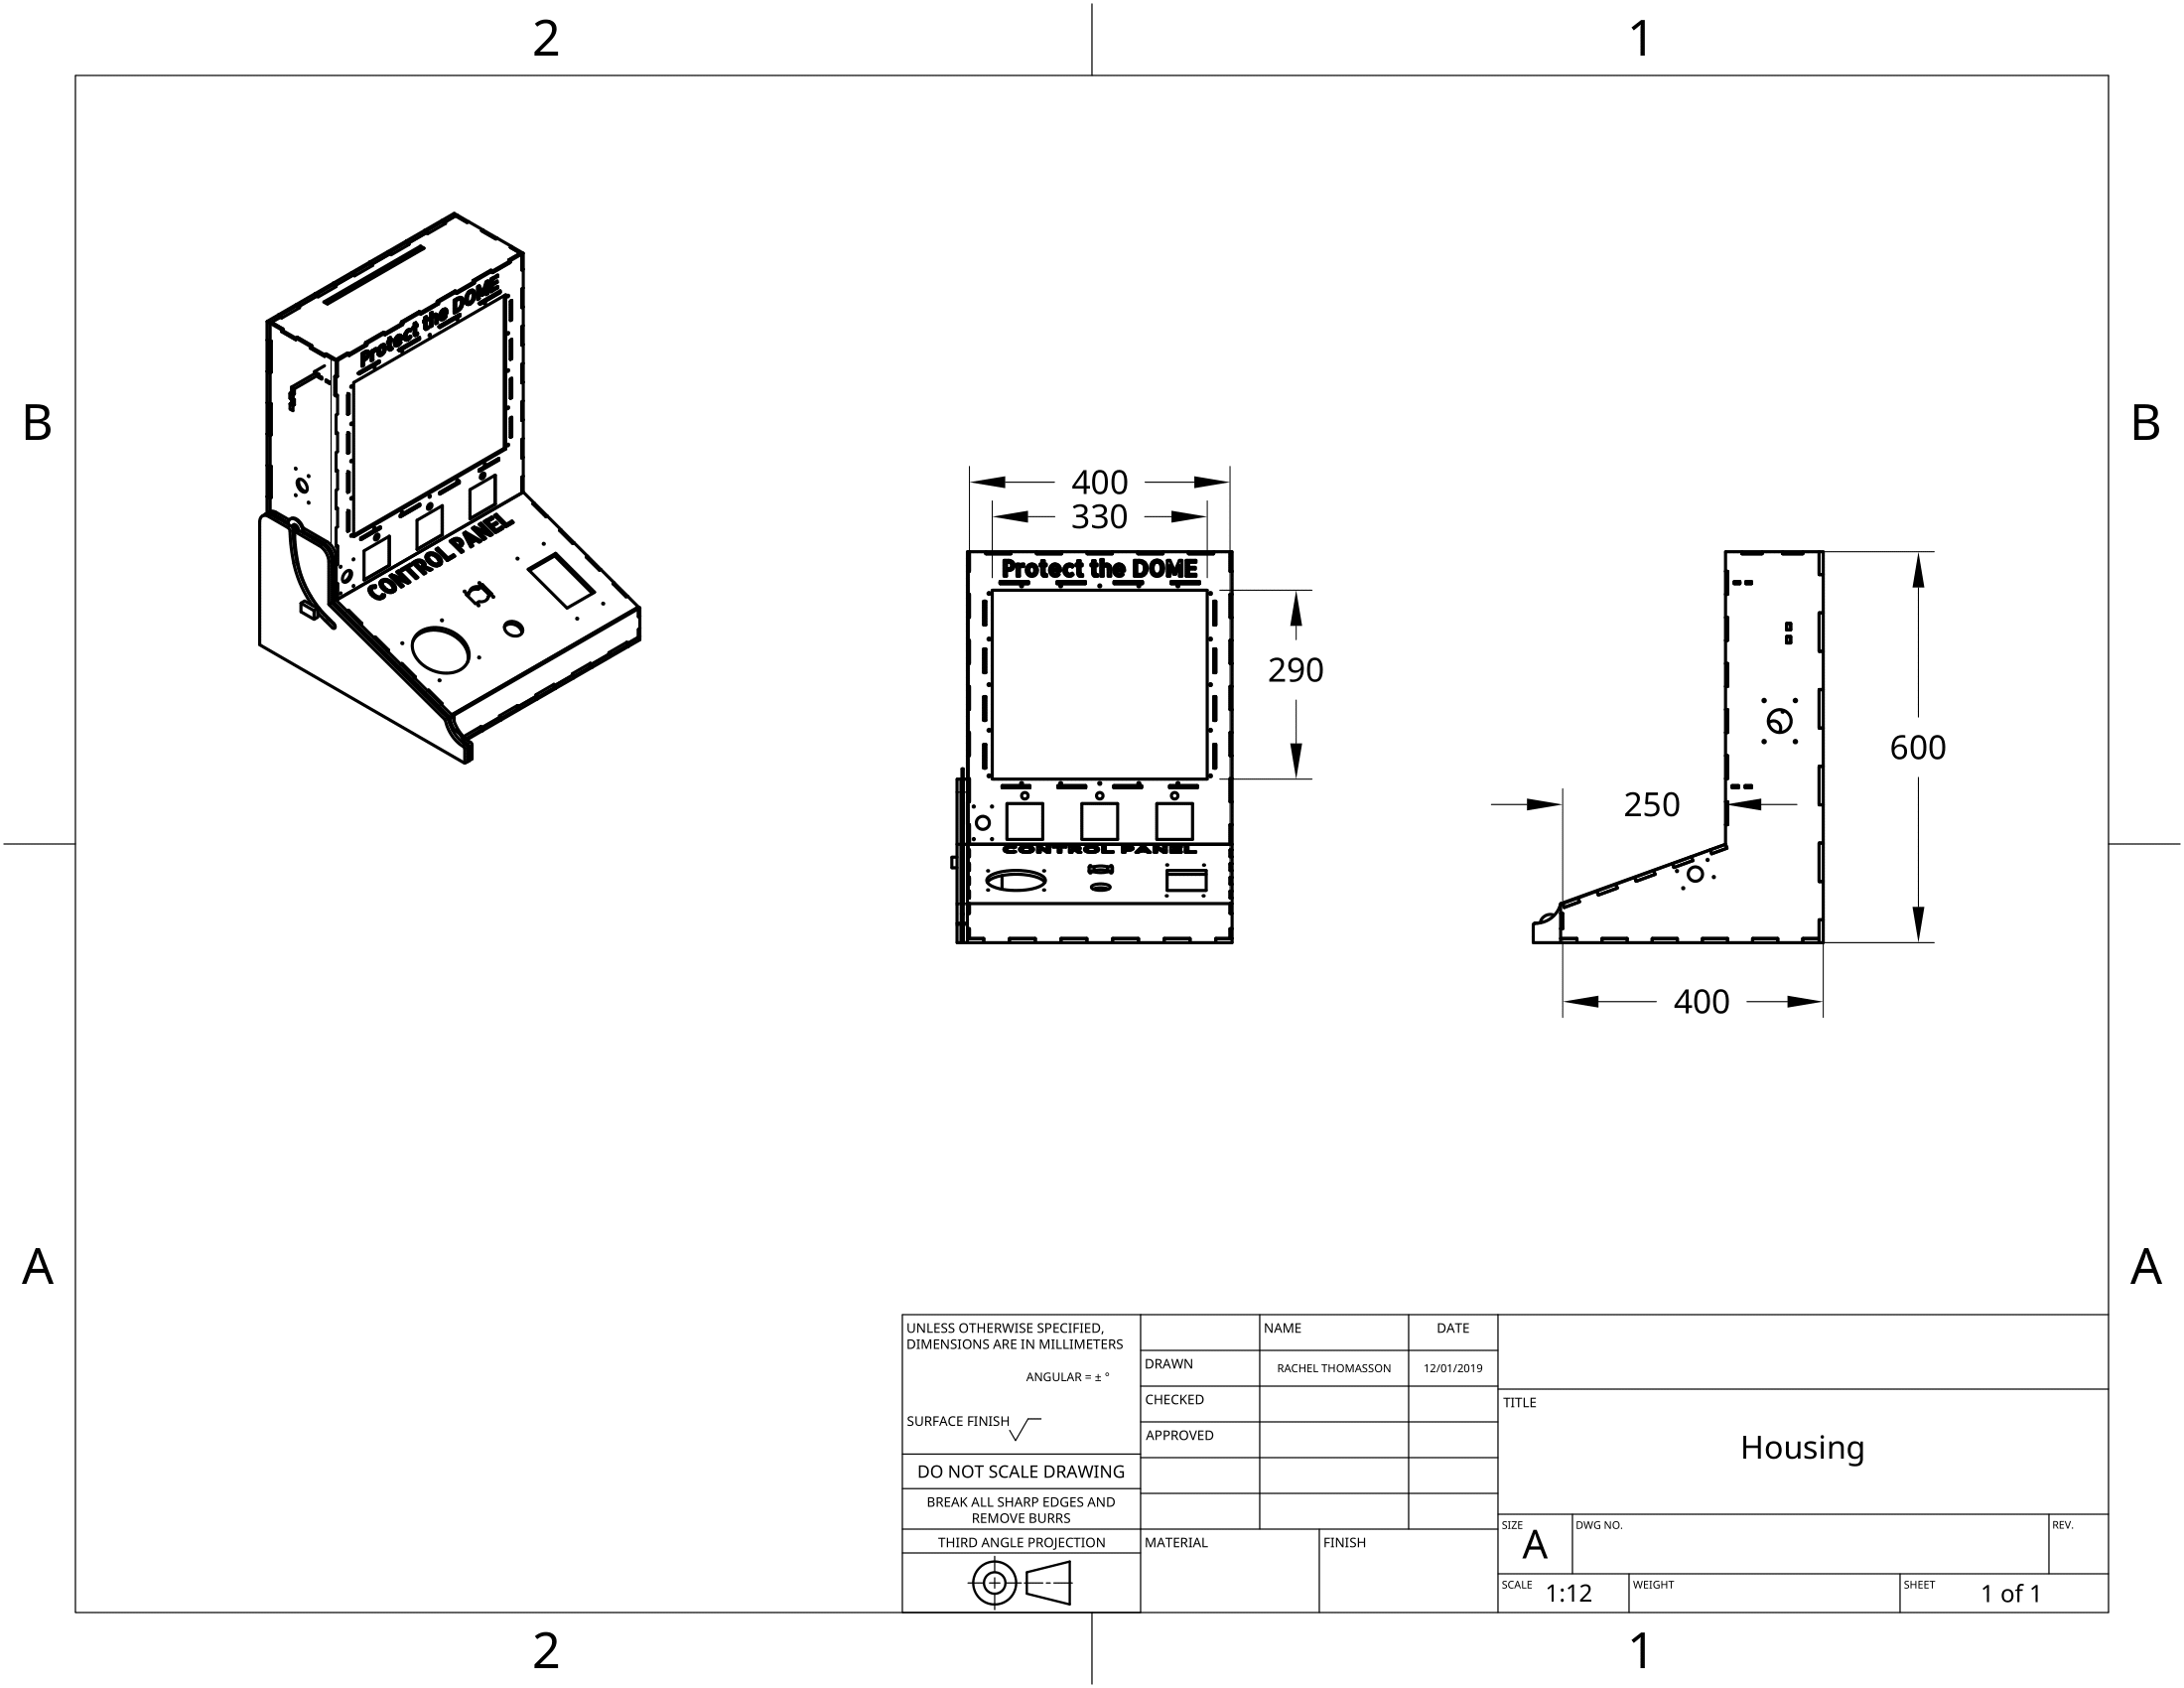 2
1
B
B
Protect the DOME
CONTROL PANEL
400
330
Protect the DOME
290
CONTROL PANEL
250
600
400
A
A
UNLESS OTHERWISE SPECIFIED,
DIMENSIONS ARE IN MILLIMETERS
ANGULAR = ± °
SURFACE FINISH
DO NOT SCALE DRAWING
BREAK ALL SHARP EDGES AND
REMOVE BURRS
THIRD ANGLE PROJECTION
NAME
DATE
DRAWN
RACHEL THOMASSON
12/01/2019
CHECKED
APPROVED
MATERIAL
FINISH
TITLE
Housing
SIZE
A
DWG NO.
REV.
SCALE
1:12
WEIGHT
SHEET
1 of 1
2
1